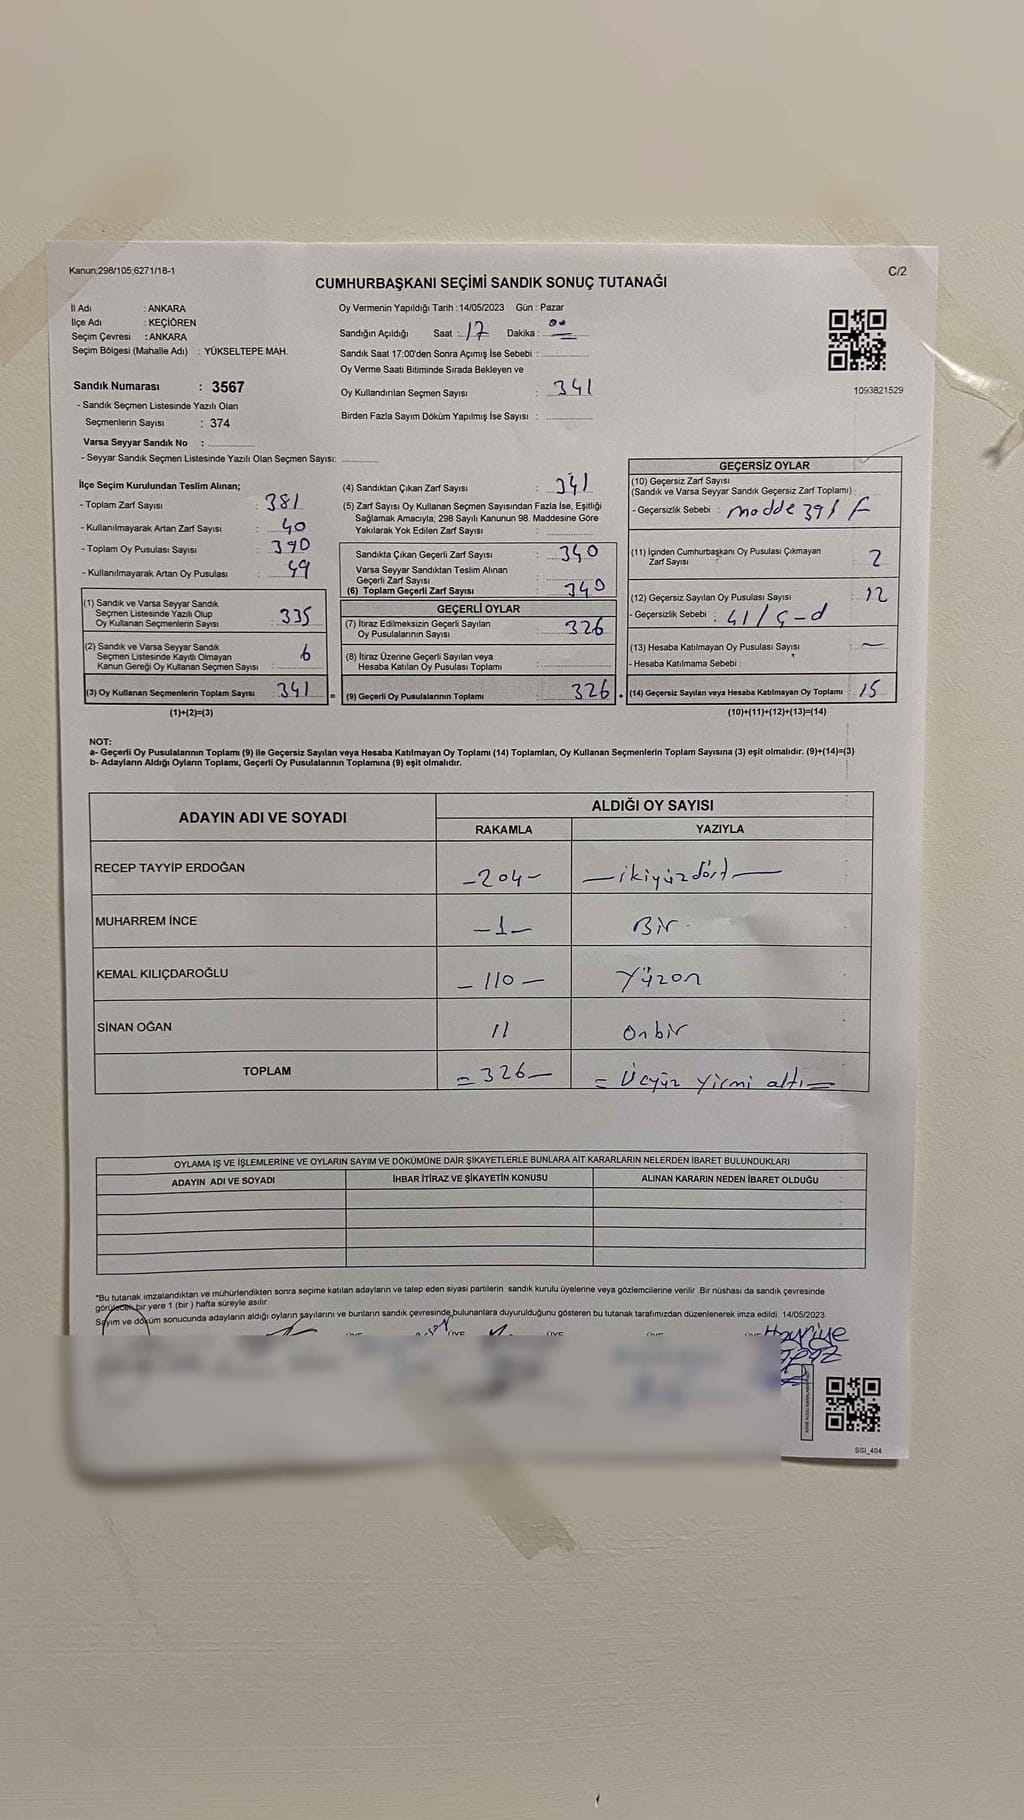 Kanun;298/105;6271/18-1
C/2
CUMHURBAŞKANI SEÇİMİ SANDIK SONUÇ TUTANAĞI
İl Adı : ANKARA
İlçe Adı : KEÇİÖREN
Seçim Çevresi : ANKARA
Seçim Bölgesi (Mahalle Adı) : YÜKSELTEPE MAH.
Sandık Numarası : 3567
- Sandık Seçmen Listesinde Yazılı Olan
Seçmenlerin Sayısı : 374
Varsa Seyyar Sandık No :
- Seyyar Sandık Seçmen Listesinde Yazılı Olan Seçmen Sayısı:
Oy Vermenin Yapıldığı Tarih : 14/05/2023 Gün : Pazar
Sandığın Açıldığı Saat : 17 Dakika : 00
Sandık Saat 17:00'den Sonra Açımış İse Sebebi :
Oy Verme Saati Bitiminde Sırada Bekleyen ve
Oy Kullandırılan Seçmen Sayısı : 341
Birden Fazla Sayım Döküm Yapılmış İse Sayısı :
1093821529
İlçe Seçim Kurulundan Teslim Alınan;
- Toplam Zarf Sayısı : 381
- Kullanılmayarak Artan Zarf Sayısı : 40
- Toplam Oy Pusulası Sayısı : 390
- Kullanılmayarak Artan Oy Pusulası : 49
(1) Sandık ve Varsa Seyyar Sandık
Seçmen Listesinde Yazılı Olup
Oy Kullanan Seçmenlerin Sayısı : 335
(2) Sandık ve Varsa Seyyar Sandık
Seçmen Listesinde Kayıtlı Olmayan
Kanun Gereği Oy Kullanan Seçmen Sayısı : 6
(3) Oy Kullanan Seçmenlerin Toplam Sayısı : 341 =
(1)+(2)=(3)
(4) Sandıktan Çıkan Zarf Sayısı : 341
(5) Zarf Sayısı Oy Kullanan Seçmen Sayısından Fazla İse, Eşitliği
Sağlamak Amacıyla, 298 Sayılı Kanunun 98. Maddesine Göre
Yakılarak Yok Edilen Zarf Sayısı :
Sandıkta Çıkan Geçerli Zarf Sayısı : 340
Varsa Seyyar Sandıktan Teslim Alınan
Geçerli Zarf Sayısı :
(6) Toplam Geçerli Zarf Sayısı : 340
GEÇERLİ OYLAR
(7) İtiraz Edilmeksizin Geçerli Sayılan
Oy Pusulalarının Sayısı : 326
(8) İtiraz Üzerine Geçerli Sayılan veya
Hesaba Katılan Oy Pusulası Toplamı :
(9) Geçerli Oy Pusulalarının Toplamı : 326 +
GEÇERSİZ OYLAR
(10) Geçersiz Zarf Sayısı
(Sandık ve Varsa Seyyar Sandık Geçersiz Zarf Toplamı) :
- Geçersizlik Sebebi : madde
(11) İçinden Cumhurbaşkanı Oy Pusulası Çıkmayan
Zarf Sayısı : 2
(12) Geçersiz Sayılan Oy Pusulası Sayısı : 12
- Geçersizlik Sebebi : 41/ç-d
(13) Hesaba Katılmayan Oy Pusulası Sayısı : –
- Hesaba Katılmama Sebebi :
(14) Geçersiz Sayılan veya Hesaba Katılmayan Oy Toplamı : 15
(10)+(11)+(12)+(13)=(14)
NOT:
a- Geçerli Oy Pusulalarının Toplamı (9) ile Geçersiz Sayılan veya Hesaba Katılmayan Oy Toplamı (14) Toplamları, Oy Kullanan Seçmenlerin Toplam Sayısına (3) eşit olmalıdır. (9)+(14)=(3)
b- Adayların Aldığı Oyların Toplamı, Geçerli Oy Pusulalarının Toplamına (9) eşit olmalıdır.
ADAYIN ADI VE SOYADI
ALDIĞI OY SAYISI
RAKAMLA YAZIYLA
RECEP TAYYİP ERDOĞAN -204- -ikiyüzdört-
MUHARREM İNCE -1- Bir
KEMAL KILIÇDAROĞLU -110- Yüzon
SİNAN OĞAN 11 Onbir
TOPLAM =326- = Üçyüz yirmi altı=
OYLAMA İŞ VE İŞLEMLERİNE VE OYLARIN SAYIM VE DÖKÜMÜNE DAİR ŞİKAYETLERLE BUNLARA AİT KARARLARIN NELERDEN İBARET BULUNDUKLARI
ADAYIN ADI VE SOYADI İHBAR İTİRAZ VE ŞİKAYETİN KONUSU ALINAN KARARIN NEDEN İBARET OLDUĞU
*Bu tutanak imzalandıktan ve mühürlendikten sonra seçime katılan adayların ve talep eden siyasi partilerin sandık kurulu üyelerine veya gözlemcilerine verilir. Bir nüshası da sandık çevresinde
görülecek bir yere 1 (bir ) hafta süreyle asılır.
Sayım ve döküm sonucunda adayların aldığı oyların sayılarını ve bunların sandık çevresinde bulunanlara duyurulduğunu gösteren bu tutanak tarafımızdan düzenlenerek imza edildi. 14/05/2023
Hayriye
SSI_404